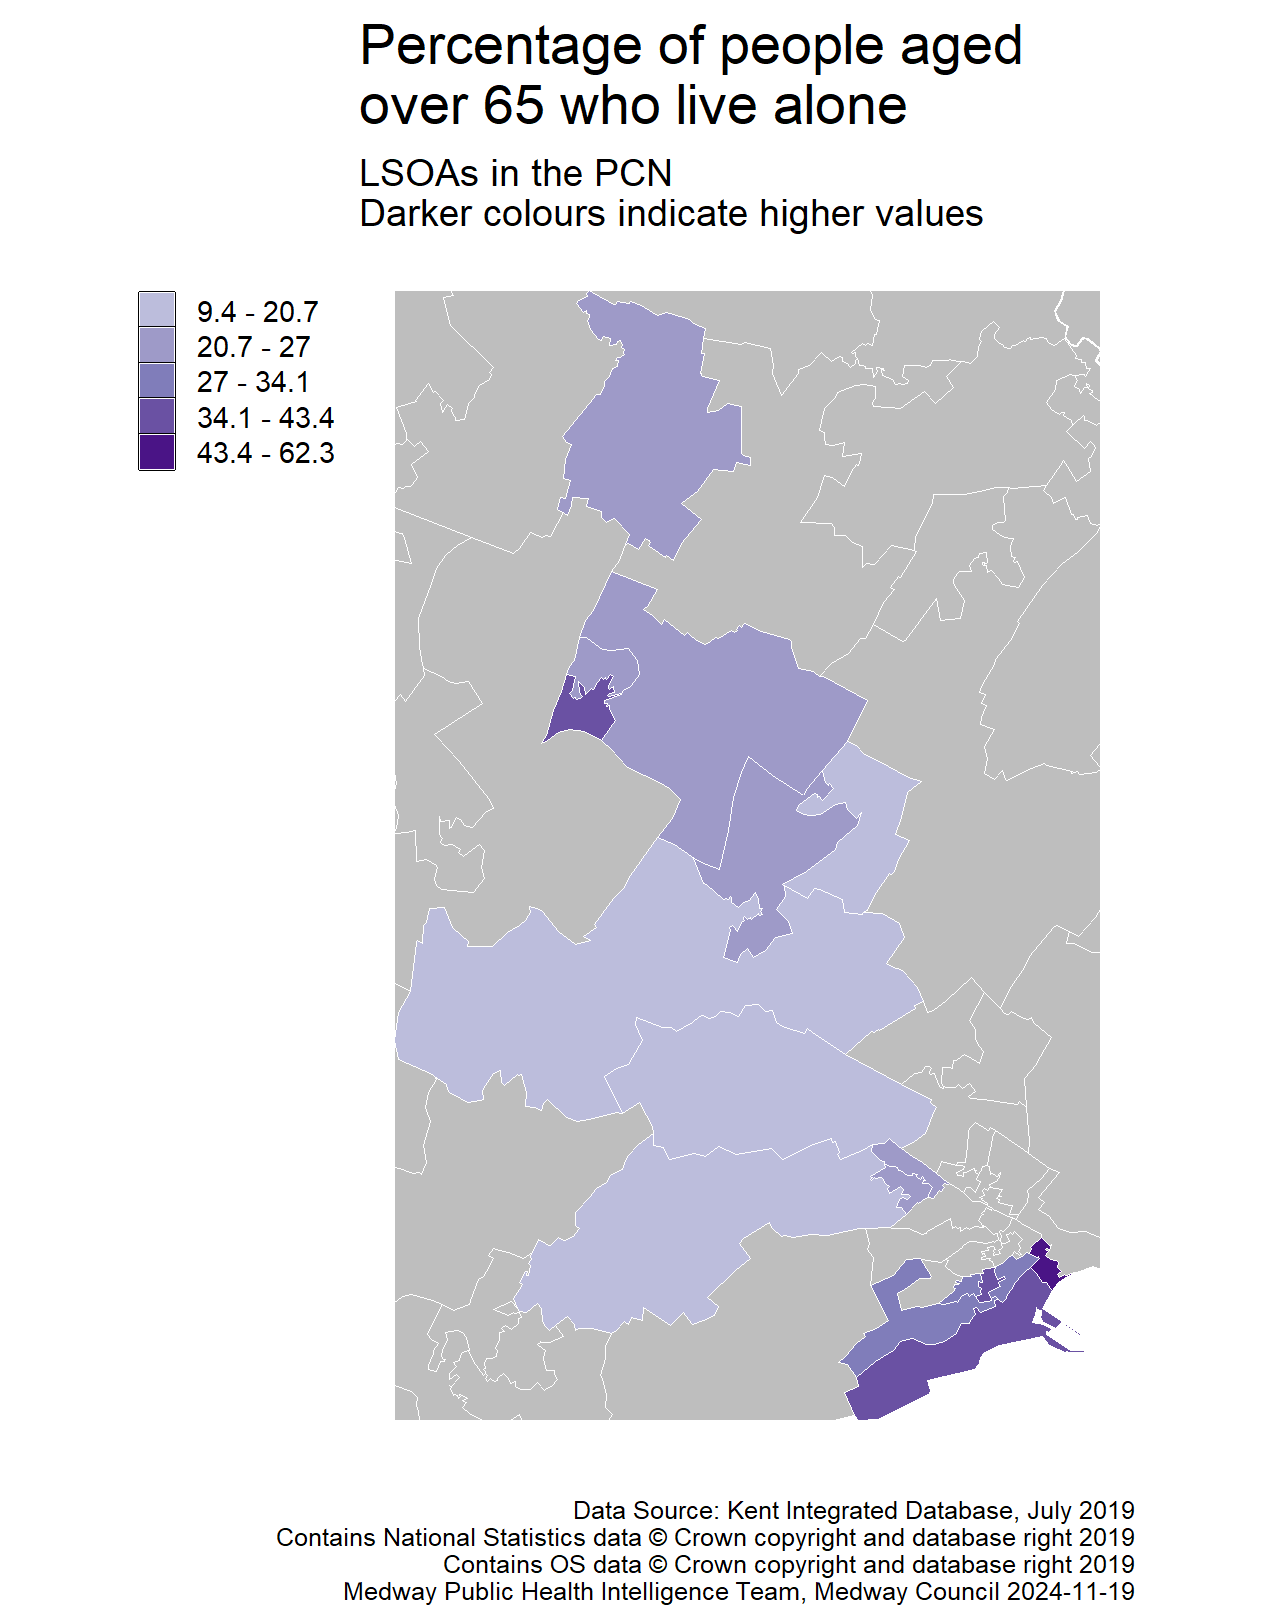 Percentage of people aged
over 65 who live alone
LSOAs in the PCN
Darker colours indicate higher values
9.4 - 20.7
20.7 - 27
27 - 34.1
34.1 - 43.4
43.4 - 62.3
Data Source: Kent Integrated Database, July 2019
Contains National Statistics data © Crown copyright and database right 2019
Contains OS data © Crown copyright and database right 2019
Medway Public Health Intelligence Team, Medway Council 2024-11-19